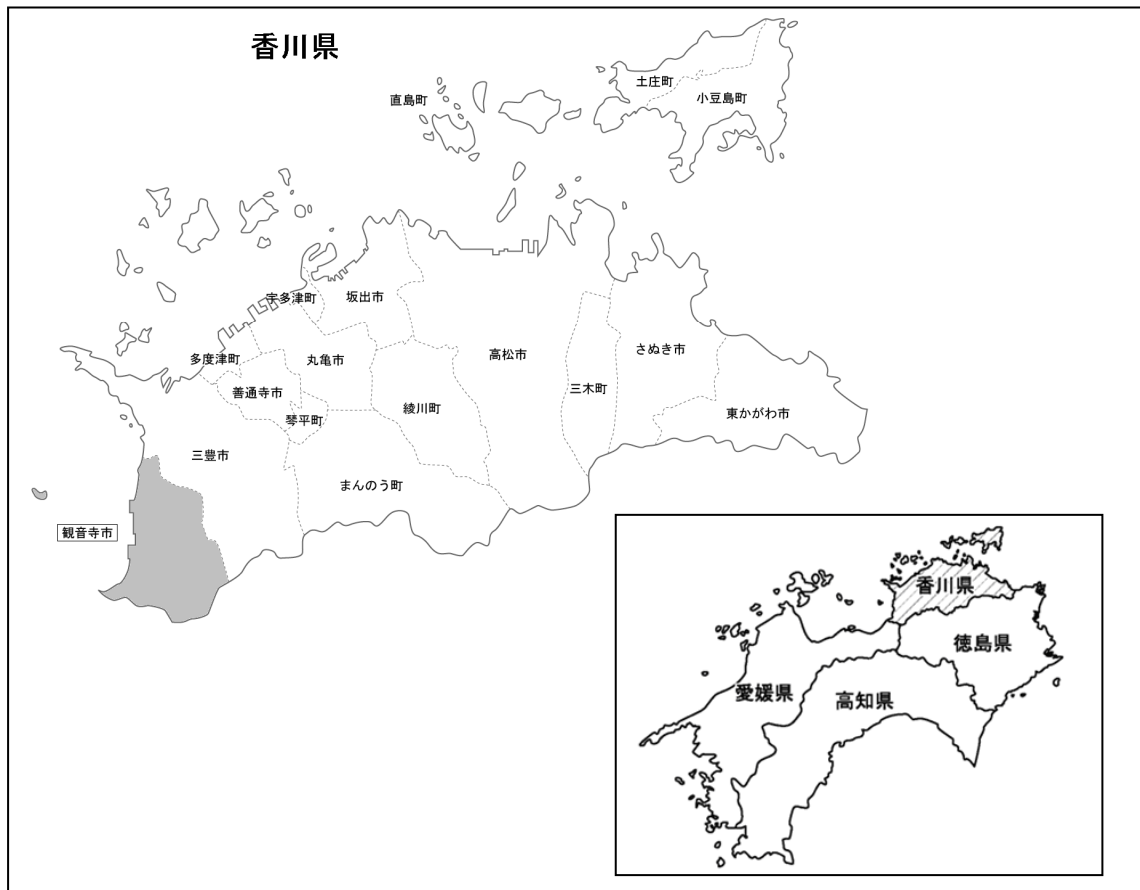 香川県
土庄町
小豆島町
直島町
宇多津町
坂出市
多度津町
丸亀市
高松市
さぬき市
善通寺市
三木町
琴平町
綾川町
東かがわ市
三豊市
まんのう町
観音寺市
香川県
徳島県
愛媛県
高知県